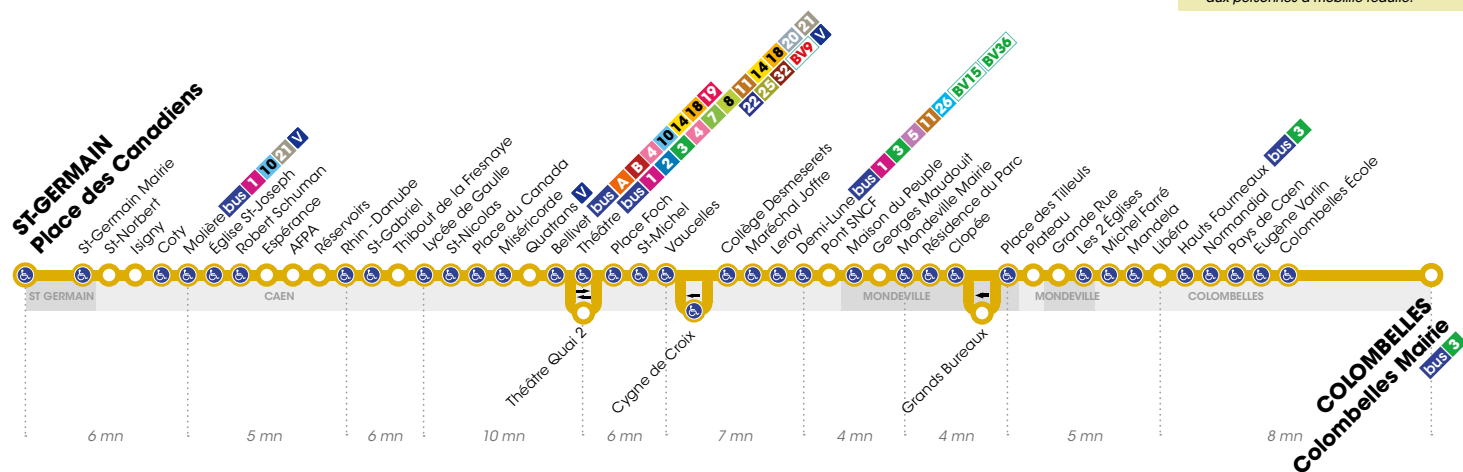 aux personnes à mobilité réduite.
ST-GERMAIN
Place des Canadiens
St-Germain Mairie
St-Norbert
Isigny
Coty
Molière bus 1 10 21 V
Église St-Joseph
Robert Schuman
Espérance
AFPA
Réservoirs
Rhin -Danube
St-Gabriel
Thibout de la Fresnaye
Lycée de Gaulle
St-Nicolas
Place du Canada
Miséricorde
Quatrans V
Bellivet bus A B 4 10 14 18 19
Théâtre bus 1 2 3 4 7 8 11 14 18 20 21
22 25 32 BV9 V
Place Foch
St-Michel
Vaucelles
Collège Desmeserets
Maréchal Joffre
Leroy
Demi-Lune bus 1 3 5 11 26 BV15 BV36
Pont SNCF
Maison du Peuple
Georges Maudouit
Mondeville Mairie
Résidence du Parc
Clopée
Place des Tilleuls
Plateau
Grande Rue
Les 2 Églises
Michel Farré
Mandela
Libéra
Hauts Fourneaux bus 3
Normandial
Pays de Caen
Eugène Varlin
Colombelles École
ST GERMAIN
CAEN
MONDEVILLE
MONDEVILLE
COLOMBELLES
Théâtre Quai 2
Cygne de Croix
Grands Bureaux
COLOMBELLES
Colombelles Mairie
bus 3
6 mn
5 mn
6 mn
10 mn
6 mn
7 mn
4 mn
4 mn
5 mn
8 mn